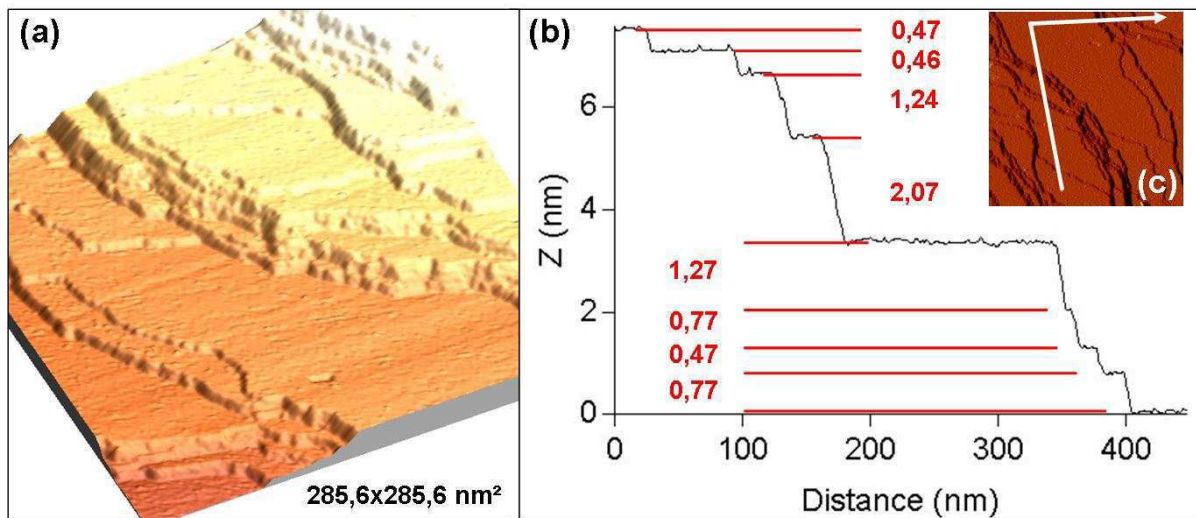 (a)
285,6x285,6 nm²
(b)
Z (nm)
6
4
2
0
0 100 200 300 400
Distance (nm)
0,47
0,46
1,24
2,07
1,27
0,77
0,47
0,77
(c)